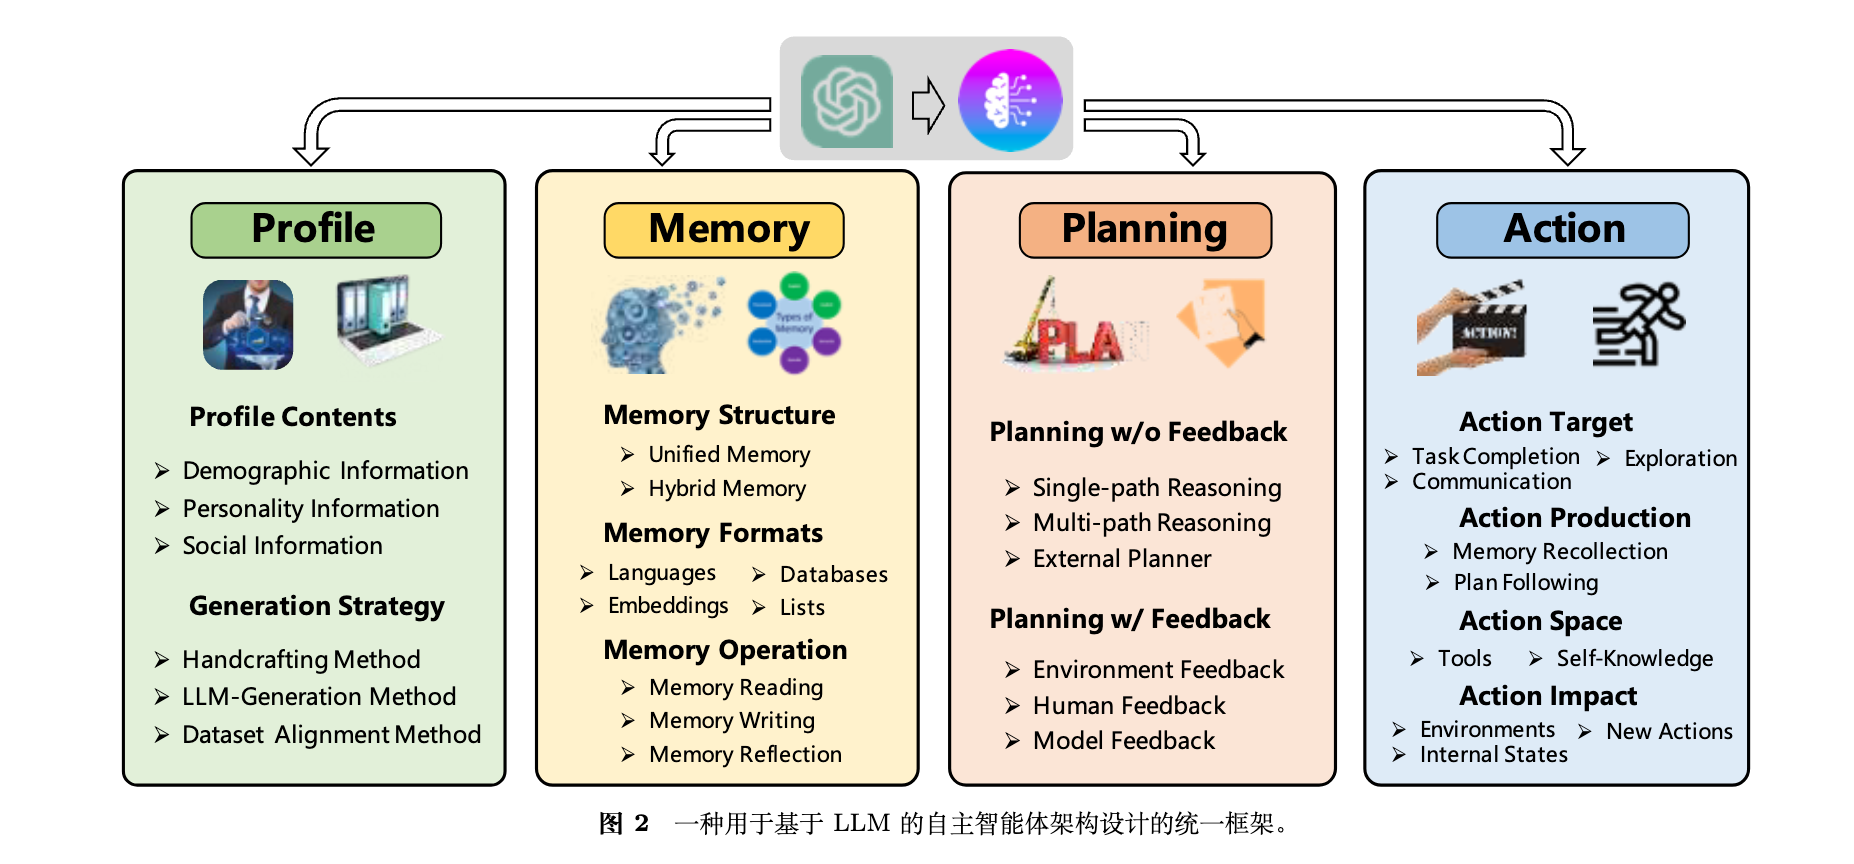 Profile
Profile Contents
Demographic Information
Personality Information
Social Information
Generation Strategy
Handcrafting Method
LLM-Generation Method
Dataset Alignment Method
Memory
Types of
Memory
Memory Structure
Unified Memory
Hybrid Memory
Memory Formats
Languages
Databases
Embeddings
Lists
Memory Operation
Memory Reading
Memory Writing
Memory Reflection
Planning
PLAN
Planning w/o Feedback
Single-path Reasoning
Multi-path Reasoning
External Planner
Planning w/ Feedback
Environment Feedback
Human Feedback
Model Feedback
Action
ACTION!
Action Target
Task Completion
Exploration
Communication
Action Production
Memory Recollection
Plan Following
Action Space
Tools
Self-Knowledge
Action Impact
Environments
New Actions
Internal States
图 2 一种用于基于 LLM 的自主智能体架构设计的统一框架。